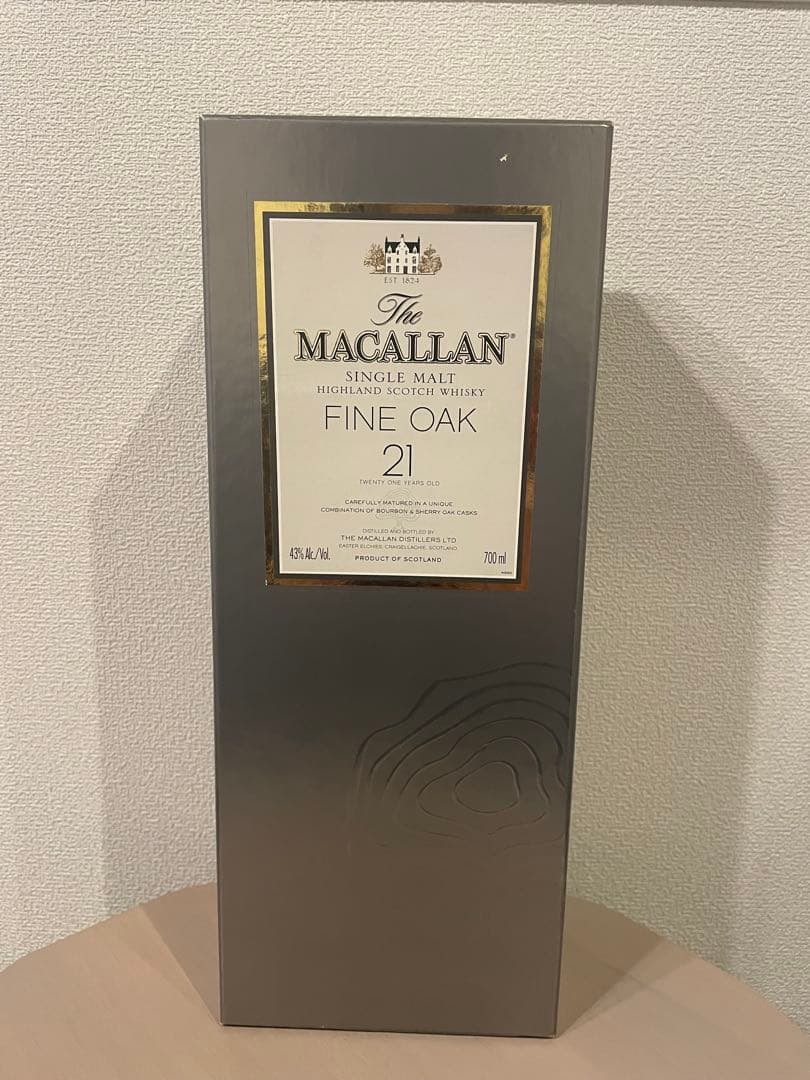 EST 1824
The
MACALLAN®
SINGLE MALT
HIGHLAND SCOTCH WHISKY
FINE OAK
21
TWENTY ONE YEARS OLD
CAREFULLY MATURED IN A UNIQUE
COMBINATION OF BOURBON & SHERRY OAK CASKS
DISTILLED AND BOTTLED BY
THE MACALLAN DISTILLERS LTD
EASTER ELCHIES, CRAIGELLACHIE, SCOTLAND
43% Alc./Vol. PRODUCT OF SCOTLAND 700 ml